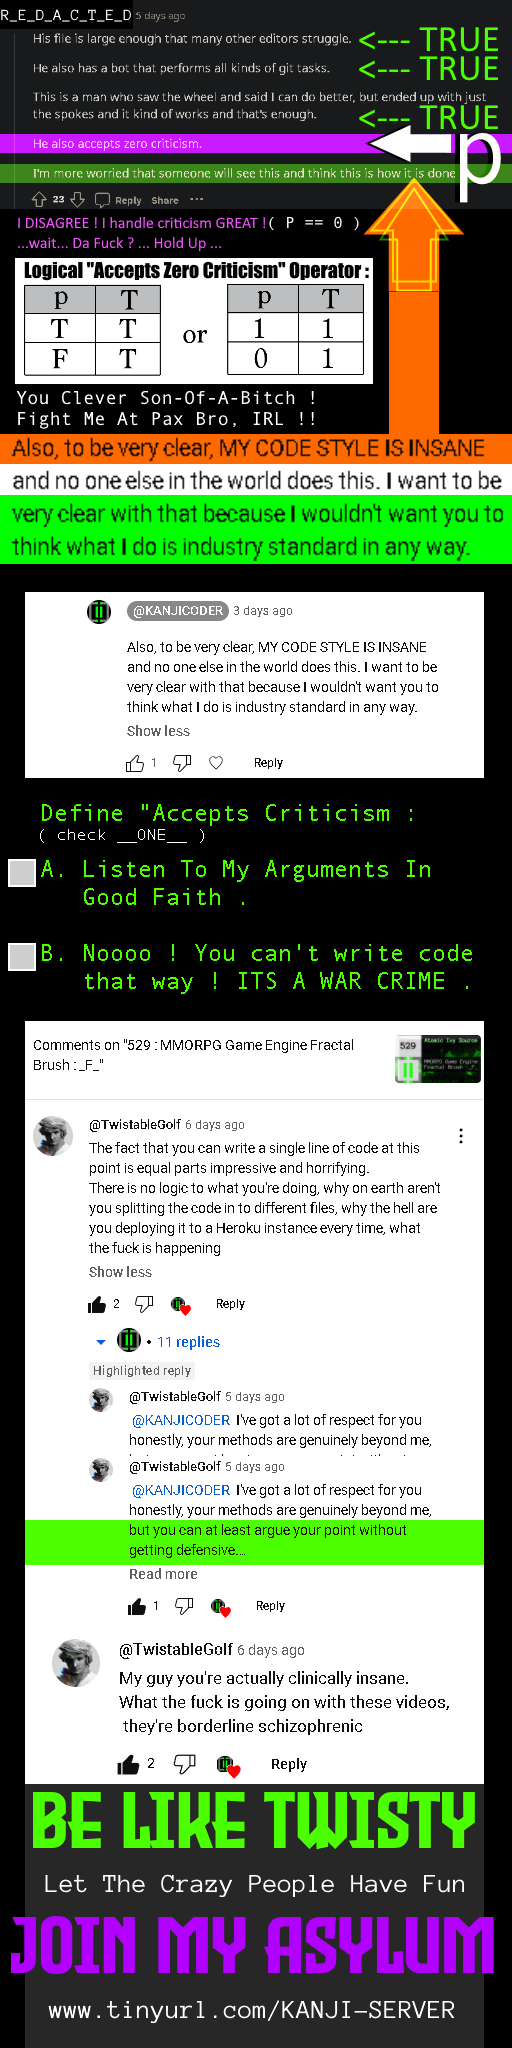 R_E_D_A_C_T_E_D 5 days ago
His file is large enough that many other editors struggle. <--- TRUE
He also has a bot that performs all kinds of git tasks. <--- TRUE
This is a man who saw the wheel and said I can do better, but ended up with just
the spokes and it kind of works and that's enough. <--- TRUE
He also accepts zero criticism. p
I'm more worried that someone will see this and think this is how it is done
23 Reply Share ...
I DISAGREE ! I handle criticism GREAT !( P == 0 )
...wait... Da Fuck ? ... Hold Up ...
Logical "Accepts Zero Criticism" Operator :
p T p T
T T or 1 1
F T 0 1
You Clever Son-Of-A-Bitch !
Fight Me At Pax Bro, IRL !!
Also, to be very clear, MY CODE STYLE IS INSANE
and no one else in the world does this. I want to be
very clear with that because I wouldn't want you to
think what I do is industry standard in any way.
@KANJICODER 3 days ago
Also, to be very clear, MY CODE STYLE IS INSANE
and no one else in the world does this. I want to be
very clear with that because I wouldn't want you to
think what I do is industry standard in any way.
Show less
1 Reply
Define "Accepts Criticism :
( check __ONE__ )
A. Listen To My Arguments In
Good Faith .
B. Noooo ! You can't write code
that way ! ITS A WAR CRIME .
Comments on "529 : MMORPG Game Engine Fractal
Brush : _F_"
529 Atomic Ivy Source
MMORPG Game Engine
Fractal Brush : _F_
@TwistableGolf 6 days ago
The fact that you can write a single line of code at this
point is equal parts impressive and horrifying.
There is no logic to what you're doing, why on earth aren't
you splitting the code in to different files, why the hell are
you deploying it to a Heroku instance every time, what
the fuck is happening
Show less
2 Reply
• 11 replies
Highlighted reply
@TwistableGolf 5 days ago
@KANJICODER I've got a lot of respect for you
honestly, your methods are genuinely beyond me,
@TwistableGolf 5 days ago
@KANJICODER I've got a lot of respect for you
honestly, your methods are genuinely beyond me,
but you can at least argue your point without
getting defensive....
Read more
1 Reply
@TwistableGolf 6 days ago
My guy you're actually clinically insane.
What the fuck is going on with these videos,
they're borderline schizophrenic
2 Reply
BE LIKE TWISTY
Let The Crazy People Have Fun
JOIN MY ASYLUM
www.tinyurl.com/KANJI-SERVER